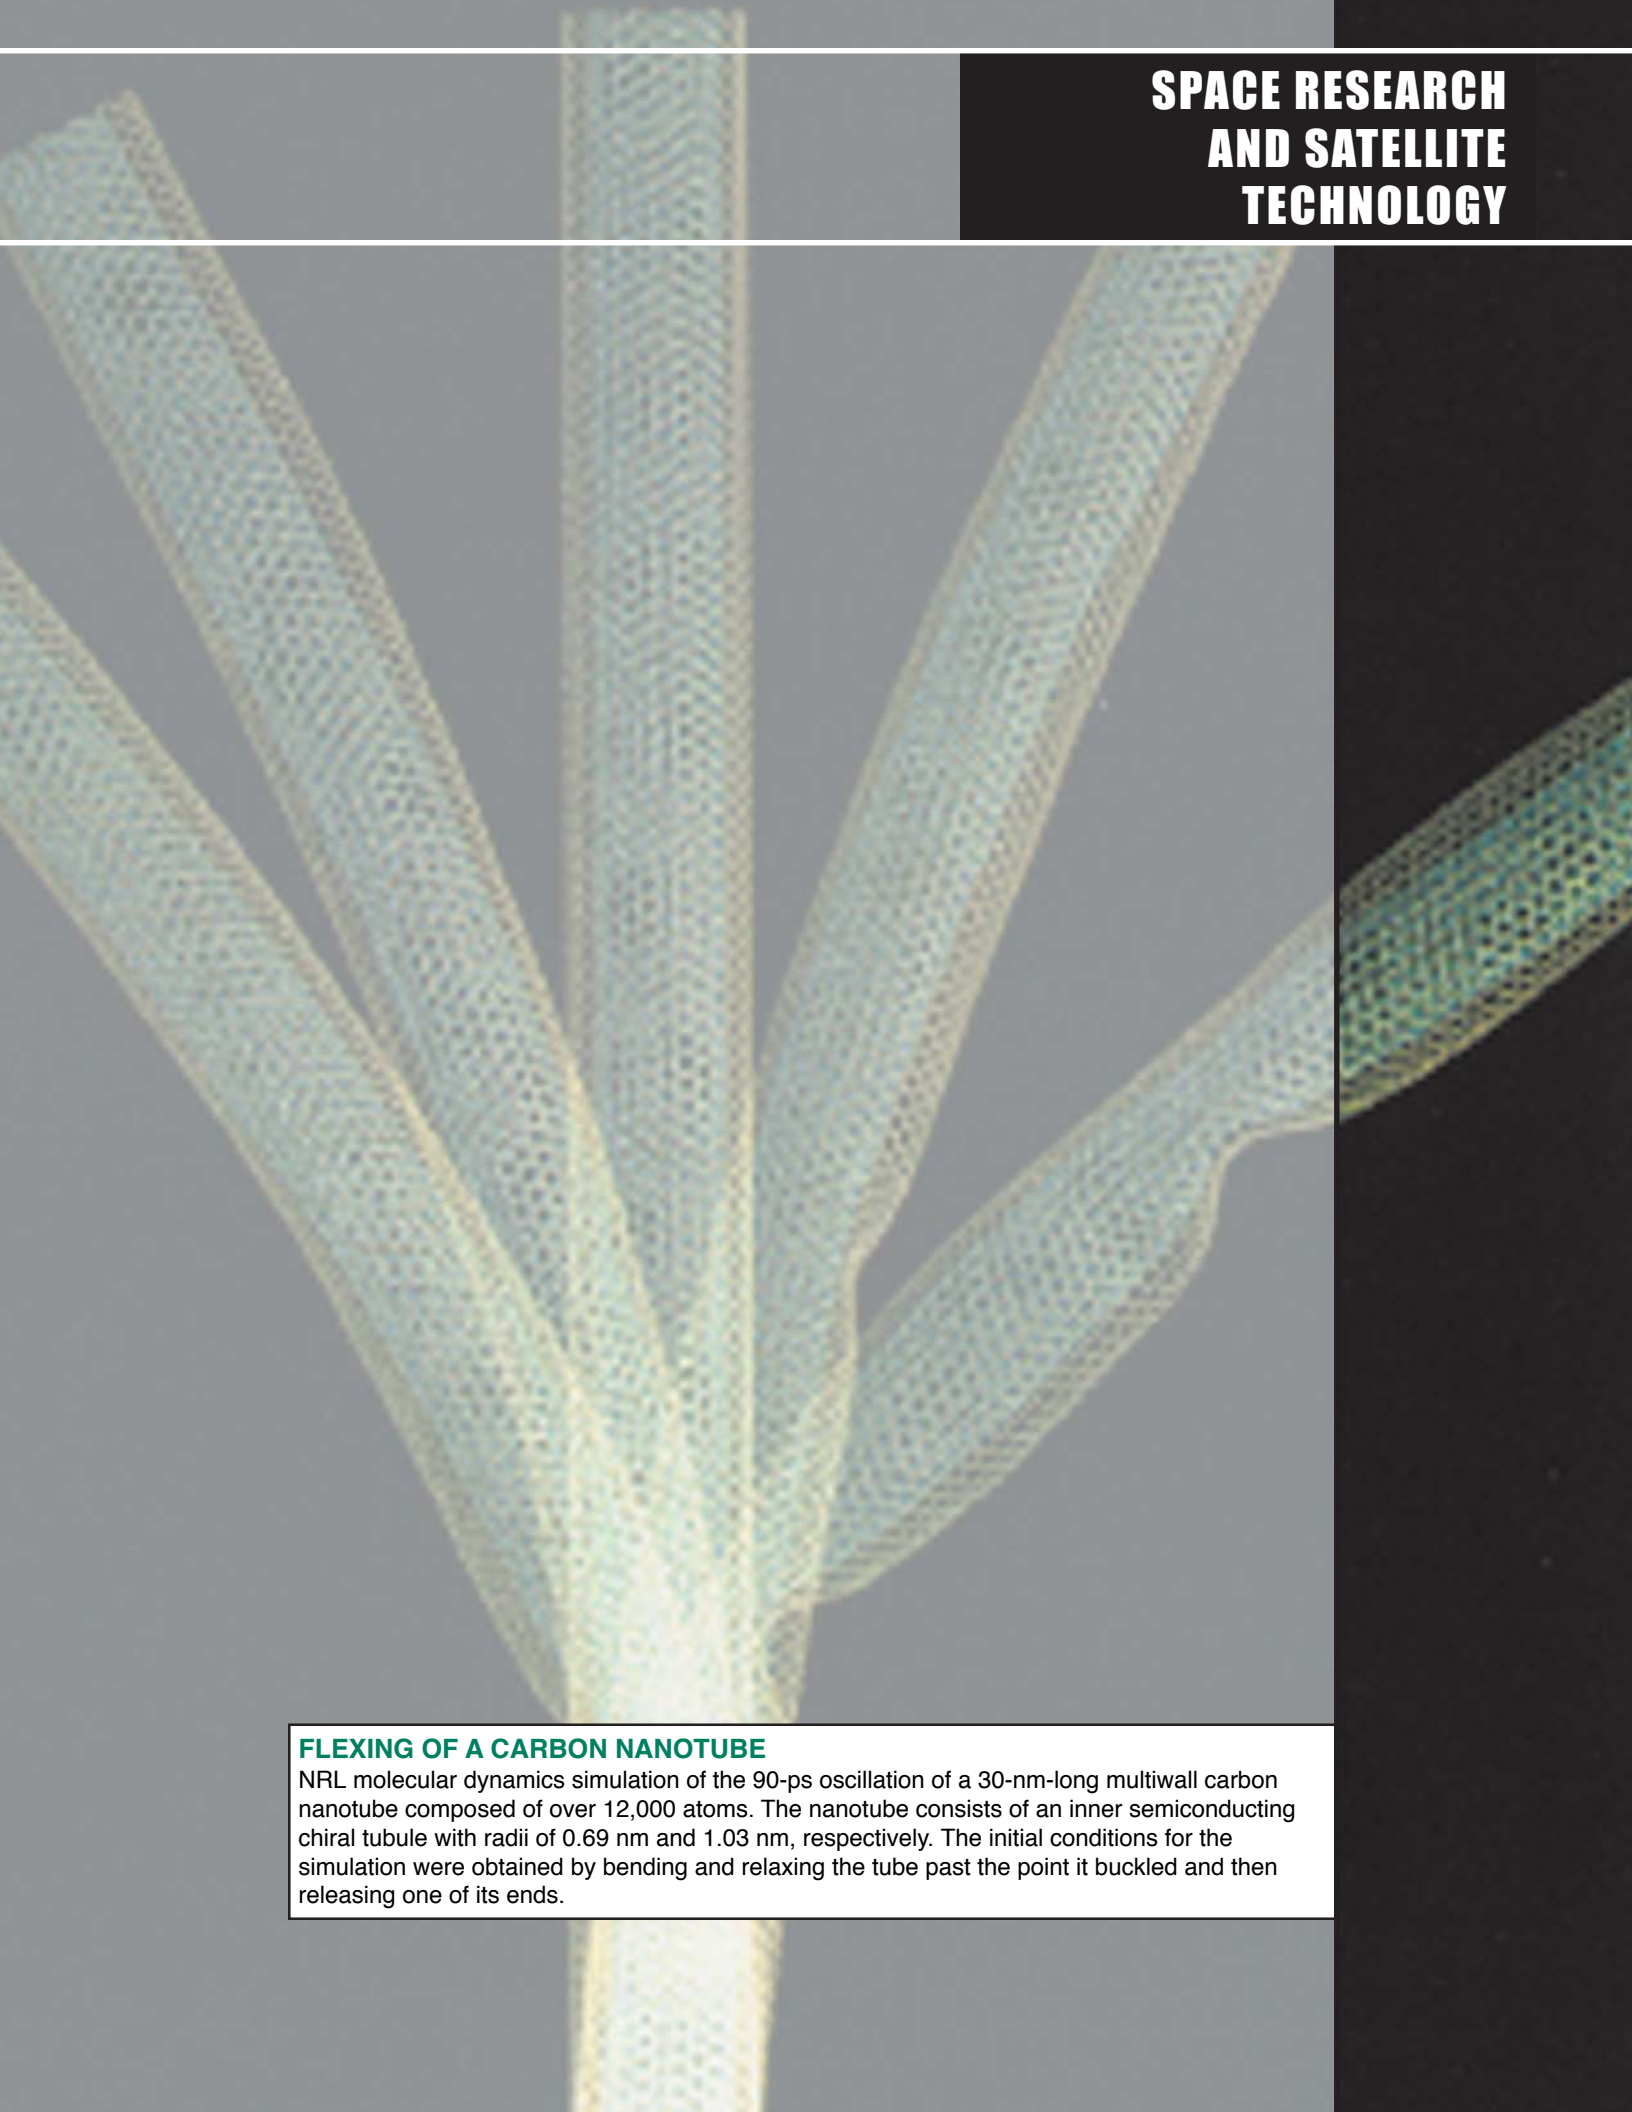 SPACE RESEARCH
AND SATELLITE
TECHNOLOGY
FLEXING OF A CARBON NANOTUBE
NRL molecular dynamics simulation of the 90-ps oscillation of a 30-nm-long multiwall carbon
nanotube composed of over 12,000 atoms. The nanotube consists of an inner semiconducting
chiral tubule with radii of 0.69 nm and 1.03 nm, respectively. The initial conditions for the
simulation were obtained by bending and relaxing the tube past the point it buckled and then
releasing one of its ends.